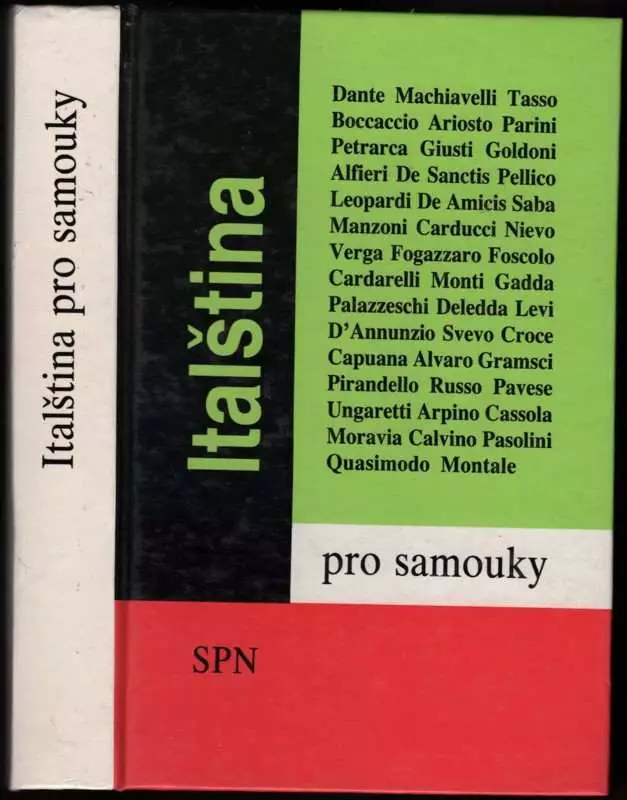 Italština pro samouky
Italština
Dante Machiavelli Tasso
Boccaccio Ariosto Parini
Petrarca Giusti Goldoni
Alfieri De Sanctis Pellico
Leopardi De Amicis Saba
Manzoni Carducci Nievo
Verga Fogazzaro Foscolo
Cardarelli Monti Gadda
Palazzeschi Deledda Levi
D'Annunzio Svevo Croce
Capuana Alvaro Gramsci
Pirandello Russo Pavese
Ungaretti Arpino Cassola
Moravia Calvino Pasolini
Quasimodo Montale
pro samouky
SPN